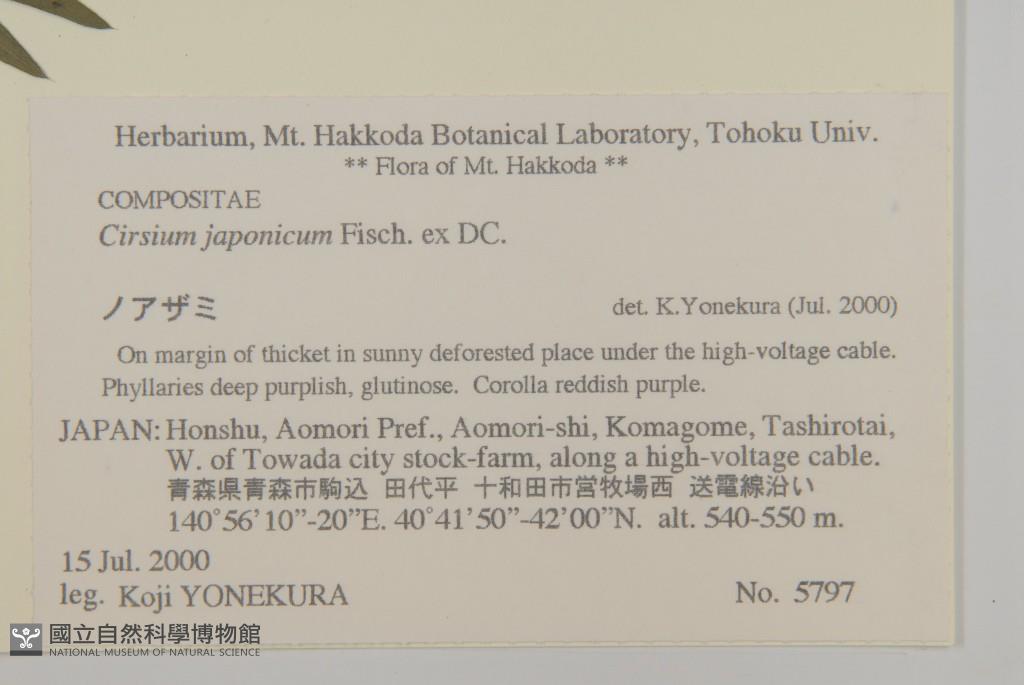 Herbarium, Mt. Hakkoda Botanical Laboratory, Tohoku Univ.
** Flora of Mt. Hakkoda **
COMPOSITAE
Cirsium japonicum Fisch. ex DC.
ノアザミ det. K.Yonekura (Jul. 2000)
On margin of thicket in sunny deforested place under the high-voltage cable.
Phyllaries deep purplish, glutinose. Corolla reddish purple.
JAPAN: Honshu, Aomori Pref., Aomori-shi, Komagome, Tashirotai,
W. of Towada city stock-farm, along a high-voltage cable.
青森県青森市駒込 田代平 十和田市営牧場西 送電線沿い
140°56’10”-20”E. 40°41’50”-42’00”N. alt. 540-550 m.
15 Jul. 2000
leg. Koji YONEKURA No. 5797
國立自然科學博物館
NATIONAL MUSEUM OF NATURAL SCIENCE